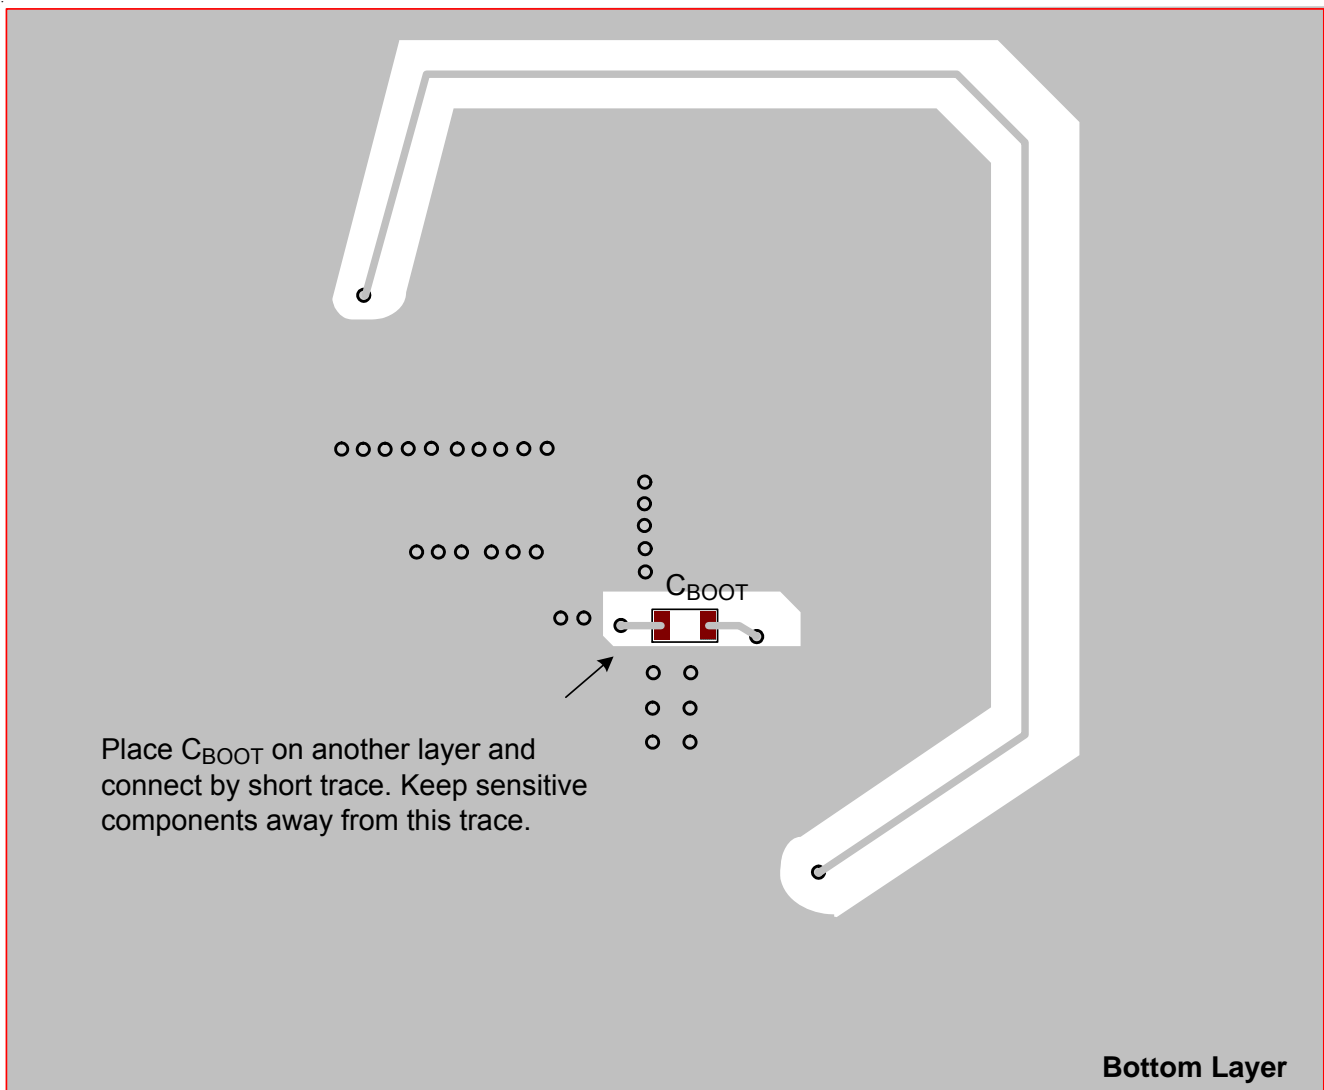 CBOOT
Place CBOOT on another layer and
connect by short trace. Keep sensitive
components away from this trace.
Bottom Layer